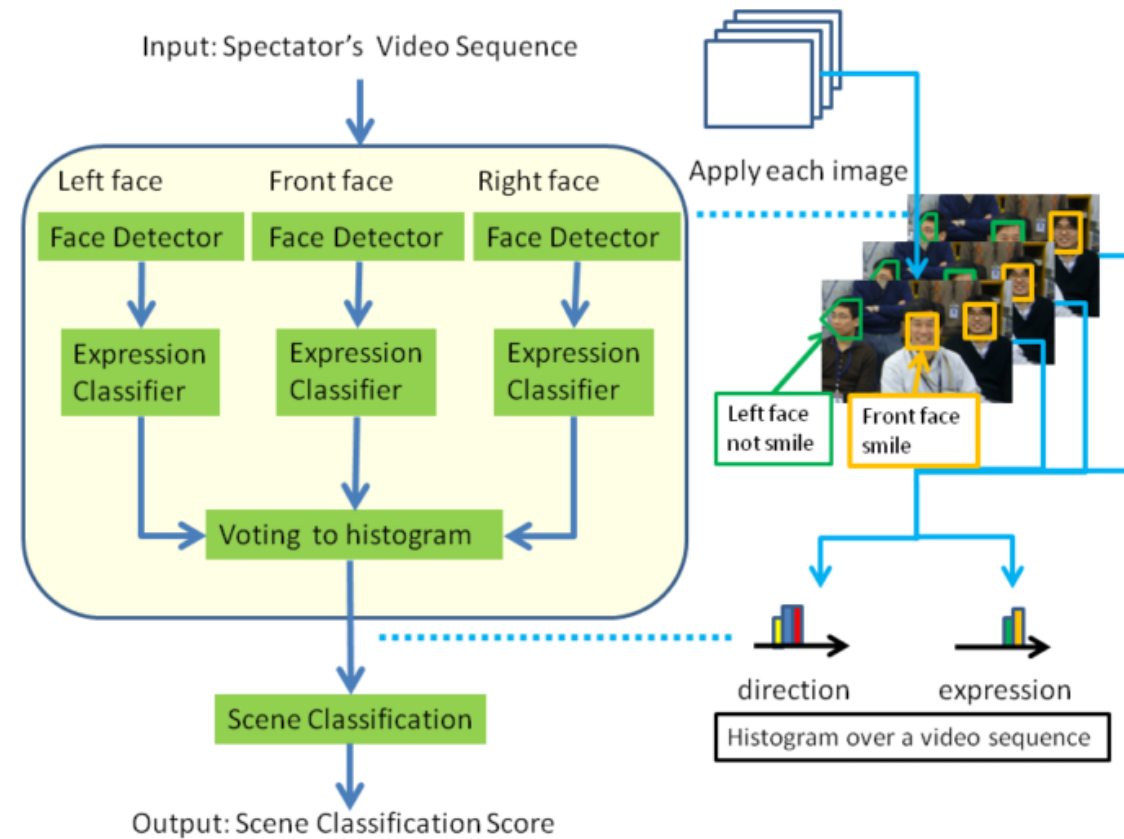 Input: Spectator's Video Sequence
Left face
Front face
Right face
Face Detector
Face Detector
Face Detector
Expression
Classifier
Expression
Classifier
Expression
Classifier
Voting to histogram
Scene Classification
Output: Scene Classification Score
Apply each image
Left face
not smile
Front face
smile
direction
expression
Histogram over a video sequence